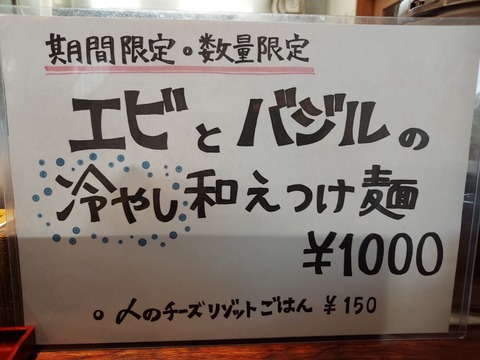 期間限定。数量限定
エビとバジルの
冷やし和えつけ麺
¥1000
。〆のチーズリゾットごはん ¥150